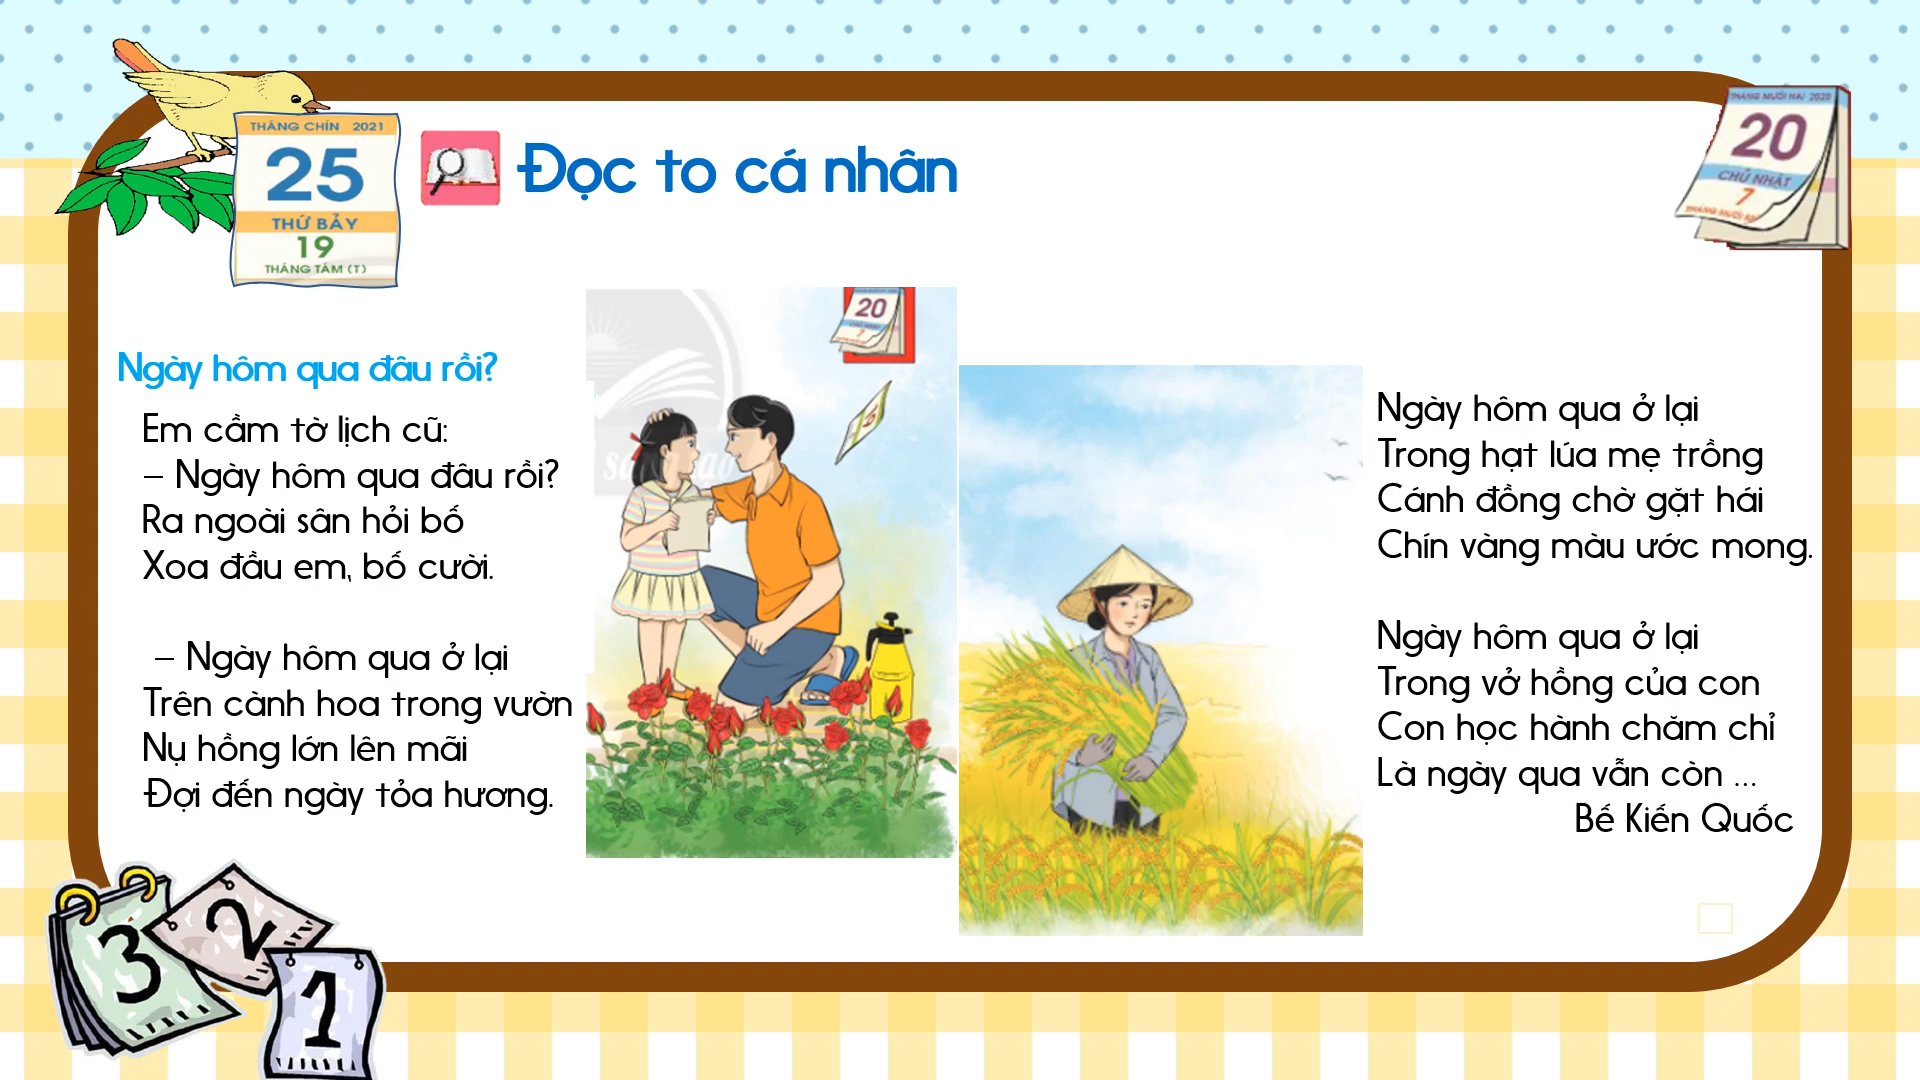 THÁNG CHÍN 2021
25
THỨ BẢY
19
THÁNG TÁM (T)
Đọc to cá nhân
THÁNG MƯỜI HAI 2020
20
CHỦ NHẬT
7
20
7
Ngày hôm qua đâu rồi?
Em cầm tờ lịch cũ:
– Ngày hôm qua đâu rồi?
Ra ngoài sân hỏi bố
Xoa đầu em, bố cười.
– Ngày hôm qua ở lại
Trên cành hoa trong vườn
Nụ hồng lớn lên mãi
Đợi đến ngày tỏa hương.
Ngày hôm qua ở lại
Trong hạt lúa mẹ trồng
Cánh đồng chờ gặt hái
Chín vàng màu ước mong.
Ngày hôm qua ở lại
Trong vở hồng của con
Con học hành chăm chỉ
Là ngày qua vẫn còn ...
Bế Kiến Quốc
3
2
1